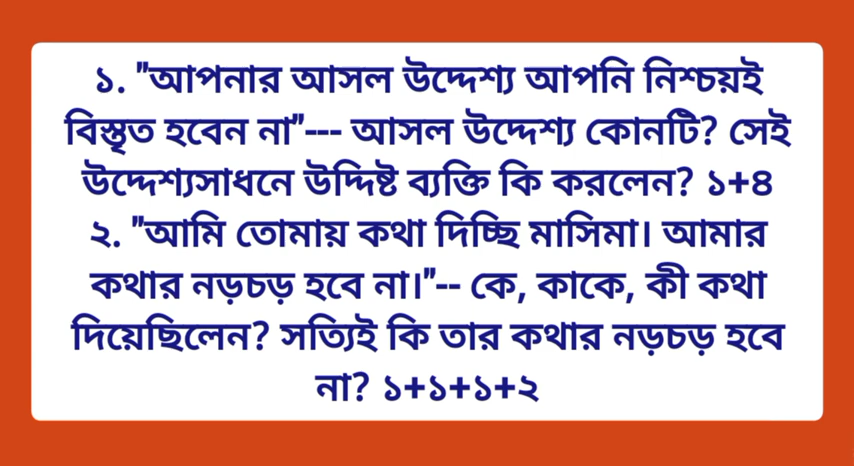 ১. "আপনার আসল উদ্দেশ্য আপনি নিশ্চয়ই
বিস্তৃত হবেন না"--- আসল উদ্দেশ্য কোনটি? সেই
উদ্দেশ্যসাধনে উদ্দিষ্ট ব্যক্তি কি করলেন? ১+৪
২. "আমি তোমায় কথা দিচ্ছি মাসিমা। আমার
কথার নড়চড় হবে না।"-- কে, কাকে, কী কথা
দিয়েছিলেন? সত্যিই কি তার কথার নড়চড় হবে
না? ১+১+১+২